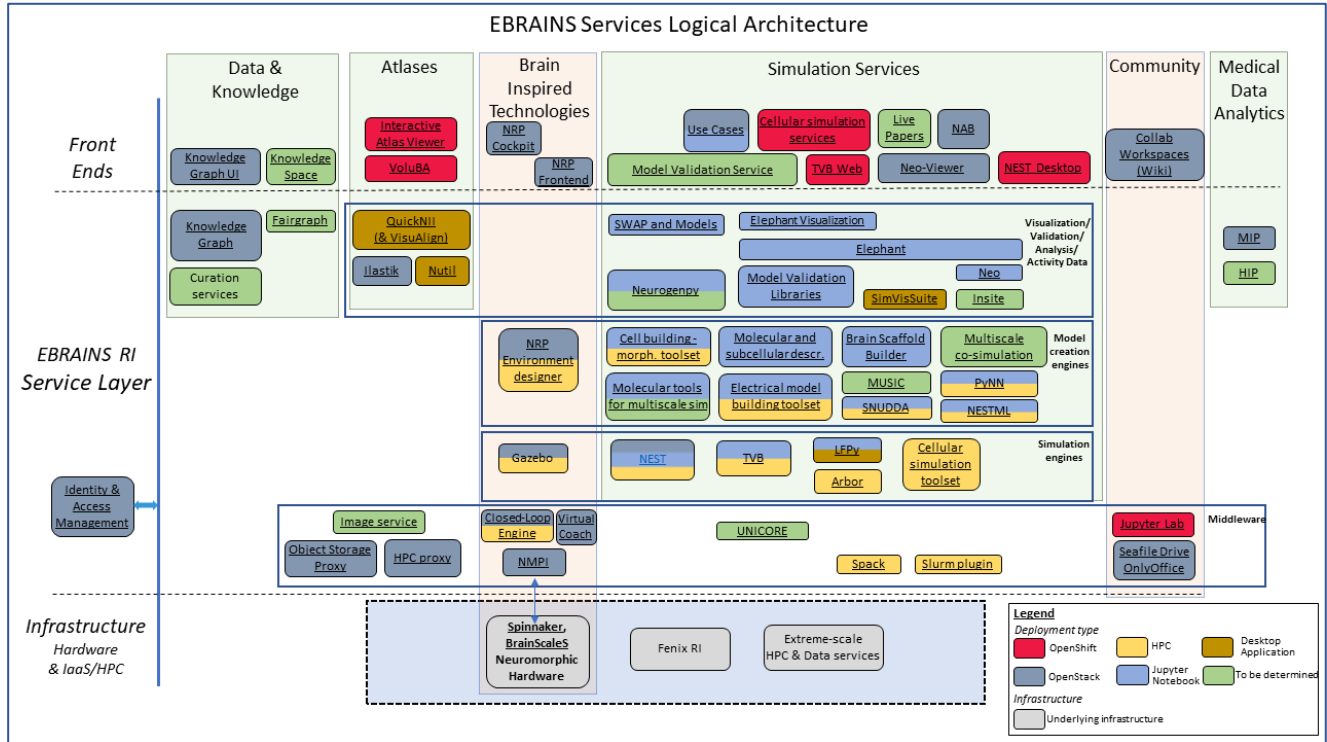 EBRAINS Services Logical Architecture
Data &
Knowledge
Atlases
Brain
Inspired
Technologies
Simulation Services
Community
Medical
Data
Analytics
Front
Ends
Knowledge
Graph UI
Knowledge
Space
Interactive
Atlas Viewer
VoluBA
NRP
Cockpit
NRP
Frontend
Use Cases
Cellular simulation
services
Live
Papers
NAB
Model Validation Service
TVB Web
Neo-Viewer
NEST Desktop
Collab
Workspaces
(Wiki)
EBRAINS RI
Service Layer
Knowledge
Graph
Fairgraph
Curation
services
QuickNII
(& VisuAlign)
Ilastik
Nutil
SWAP and Models
Elephant Visualization
Elephant
Neurogenpy
Model Validation
Libraries
Neo
SimVisSuite
Insite
Visualization/
Validation/
Analysis/
Activity Data
MIP
HIP
NRP
Environment
designer
Cell building -
morph. toolset
Molecular and
subcellular descr.
Brain Scaffold
Builder
Multiscale
co-simulation
Model
creation
engines
Molecular tools
for multiscale sim
Electrical model
building toolset
MUSIC
SNUDDA
PyNN
NESTML
Gazebo
NEST
TVB
LFPy
Arbor
Cellular
simulation
toolset
Simulation
engines
Identity &
Access
Management
Image service
Object Storage
Proxy
HPC proxy
Closed-Loop
Engine
Virtual
Coach
NMPI
UNICORE
Spack
Slurm plugin
Jupyter Lab
Seafile Drive
OnlyOffice
Middleware
Infrastructure
Hardware
& IaaS/HPC
Spinnaker,
BrainScaleS
Neuromorphic
Hardware
Fenix RI
Extreme-scale
HPC & Data services
Legend
Deployment type
OpenShift
HPC
Desktop
Application
OpenStack
Jupyter
Notebook
To be determined
Infrastructure
Underlying infrastructure